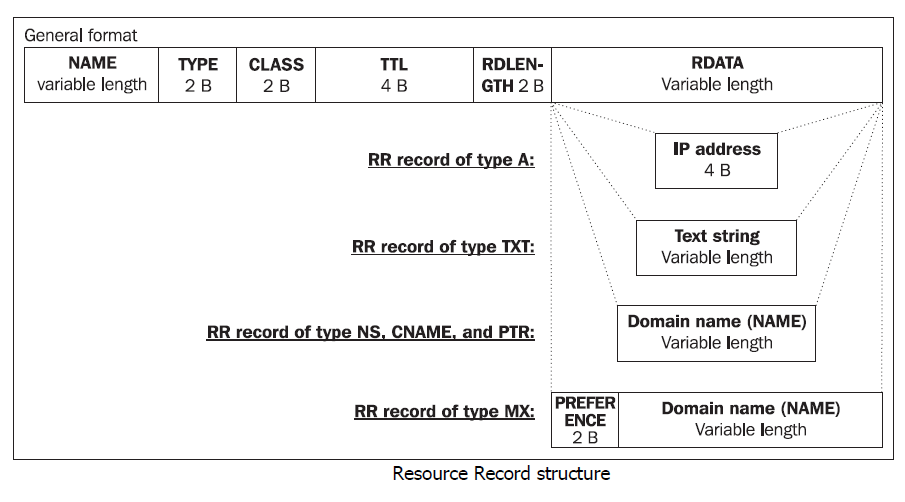 General format
NAME TYPE CLASS TTL RDLEN- RDATA
variable length 2 B 2 B 4 B GTH 2 B Variable length
RR record of type A: IP address
4 B
RR record of type TXT: Text string
Variable length
RR record of type NS, CNAME, and PTR: Domain name (NAME)
Variable length
RR record of type MX: PREFER Domain name (NAME)
ENCE Variable length
2 B
Resource Record structure